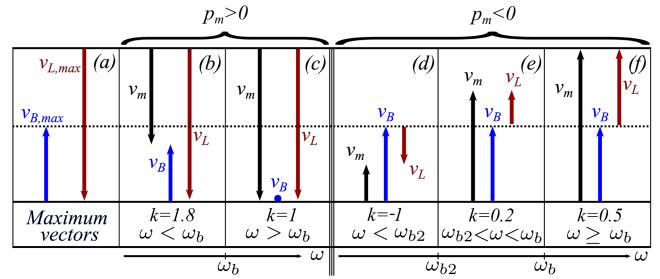 p_m>0
p_m<0
(a)
(b)
(c)
(d)
(e)
(f)
v_{L,max}
v_{B,max}
v_m
v_B
v_L
v_m
v_B
v_L
v_m
v_B
v_L
v_m
v_B
v_L
v_m
v_B
v_L
Maximum
vectors
k=1.8
ω < ω_b
k=1
ω > ω_b
k=-1
ω < ω_{b2}
k=0.2
ω_{b2}<ω<ω_b
k=0.5
ω ≥ ω_b
ω_b
ω
ω_{b2}
ω_b
ω